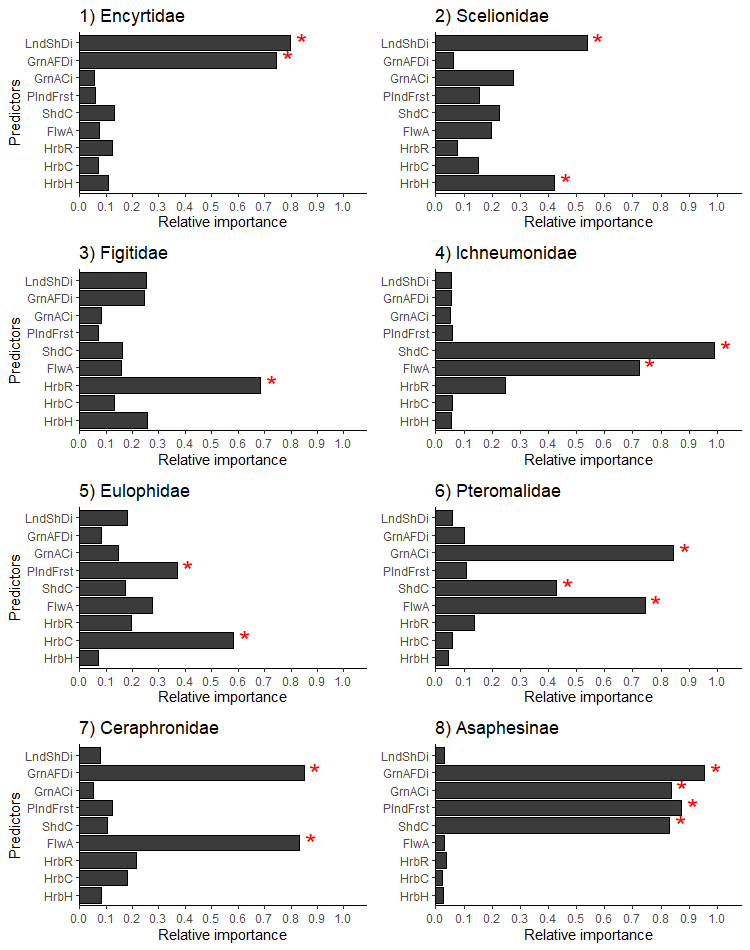 1) Encyrtidae
Predictors
LndShDi
*
GrnAFDi
*
GrnACi
PlndFrst
ShdC
FlwA
HrbR
HrbC
HrbH
0.0 0.1 0.2 0.3 0.4 0.5 0.6 0.7 0.8 0.9 1.0
Relative importance
2) Scelionidae
LndShDi
*
GrnAFDi
GrnACi
PlndFrst
ShdC
FlwA
HrbR
HrbC
HrbH
*
0.0 0.1 0.2 0.3 0.4 0.5 0.6 0.7 0.8 0.9 1.0
Relative importance
3) Figitidae
Predictors
LndShDi
GrnAFDi
GrnACi
PlndFrst
ShdC
FlwA
HrbR
*
HrbC
HrbH
0.0 0.1 0.2 0.3 0.4 0.5 0.6 0.7 0.8 0.9 1.0
Relative importance
4) Ichneumonidae
LndShDi
GrnAFDi
GrnACi
PlndFrst
ShdC
*
FlwA
*
HrbR
HrbC
HrbH
0.0 0.1 0.2 0.3 0.4 0.5 0.6 0.7 0.8 0.9 1.0
Relative importance
5) Eulophidae
Predictors
LndShDi
GrnAFDi
GrnACi
PlndFrst
*
ShdC
FlwA
HrbR
HrbC
*
HrbH
0.0 0.1 0.2 0.3 0.4 0.5 0.6 0.7 0.8 0.9 1.0
Relative importance
6) Pteromalidae
LndShDi
GrnAFDi
GrnACi
*
PlndFrst
ShdC
*
FlwA
*
HrbR
HrbC
HrbH
0.0 0.1 0.2 0.3 0.4 0.5 0.6 0.7 0.8 0.9 1.0
Relative importance
7) Ceraphronidae
Predictors
LndShDi
GrnAFDi
*
GrnACi
PlndFrst
ShdC
FlwA
*
HrbR
HrbC
HrbH
0.0 0.1 0.2 0.3 0.4 0.5 0.6 0.7 0.8 0.9 1.0
Relative importance
8) Asaphesinae
LndShDi
GrnAFDi
*
GrnACi
*
PlndFrst
*
ShdC
*
FlwA
HrbR
HrbC
HrbH
0.0 0.1 0.2 0.3 0.4 0.5 0.6 0.7 0.8 0.9 1.0
Relative importance